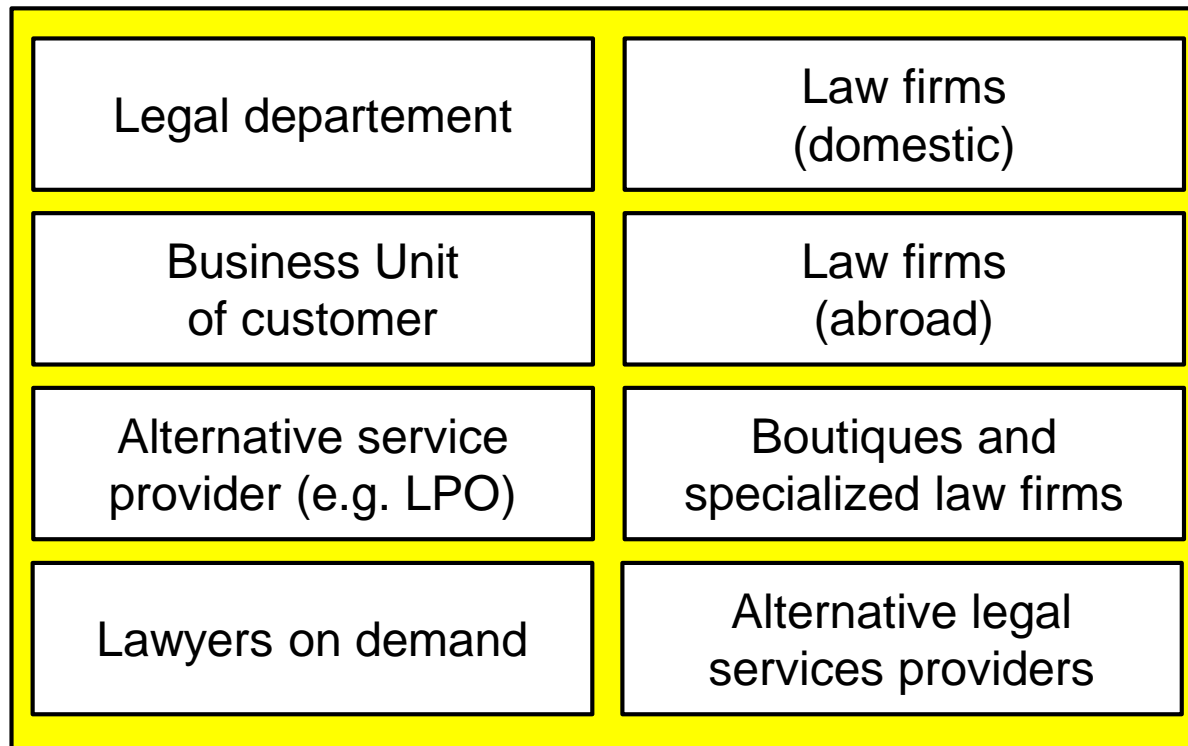 Legal departement
Law firms
(domestic)
Business Unit
of customer
Law firms
(abroad)
Alternative service
provider (e.g. LPO)
Boutiques and
specialized law firms
Lawyers on demand
Alternative legal
services providers